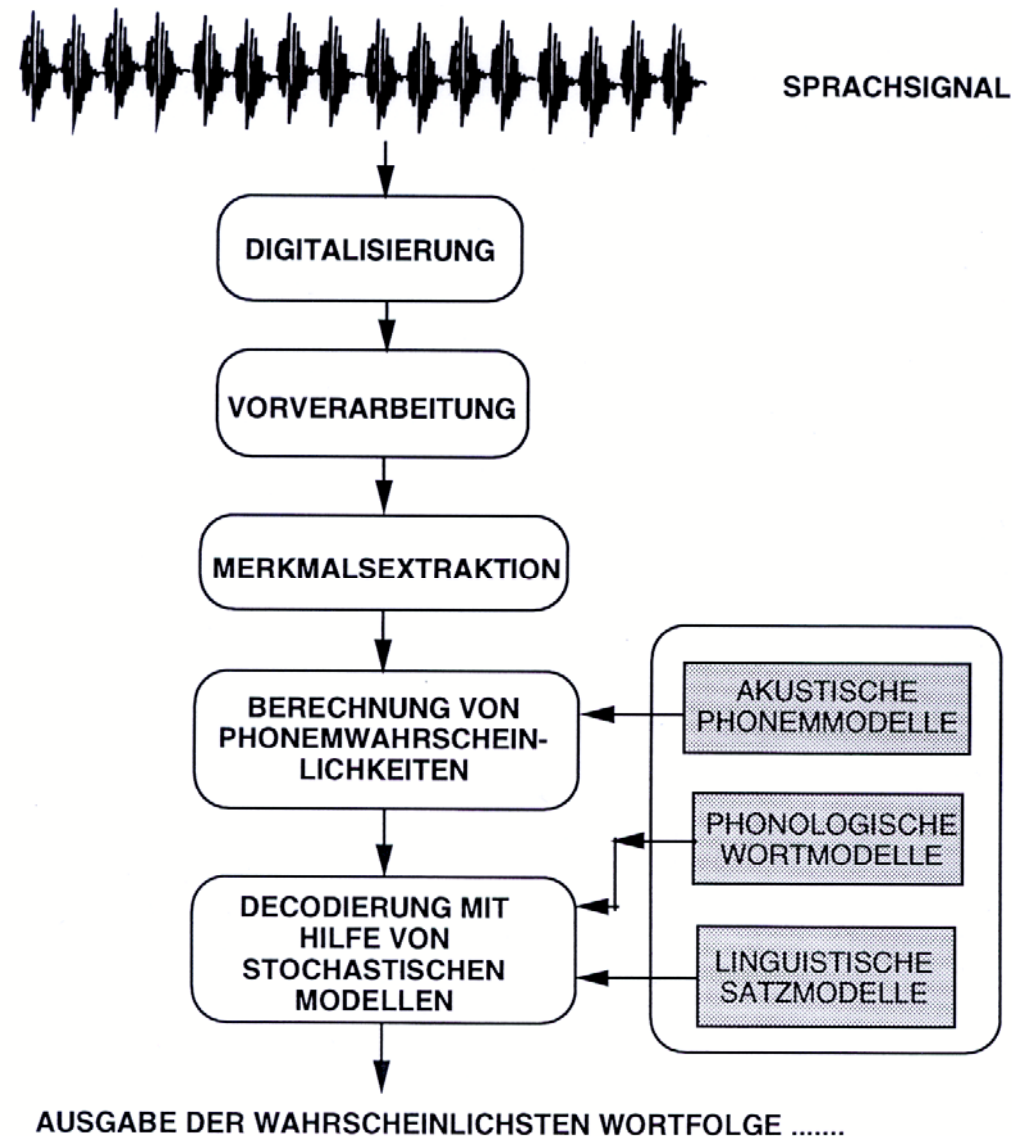 SPRACHSIGNAL
DIGITALISIERUNG
VORVERARBEITUNG
MERKMALSEXTRAKTION
BERECHNUNG VON
PHONEMWAHRSCHEIN-
LICHKEITEN
AKUSTISCHE
PHONEMMODELLE
PHONOLOGISCHE
WORTMODELLE
DECODIERUNG MIT
HILFE VON
STOCHASTISCHEN
MODELLEN
LINGUISTISCHE
SATZMODELLE
AUSGABE DER WAHRSCHEINLICHSTEN WORTFOLGE .......